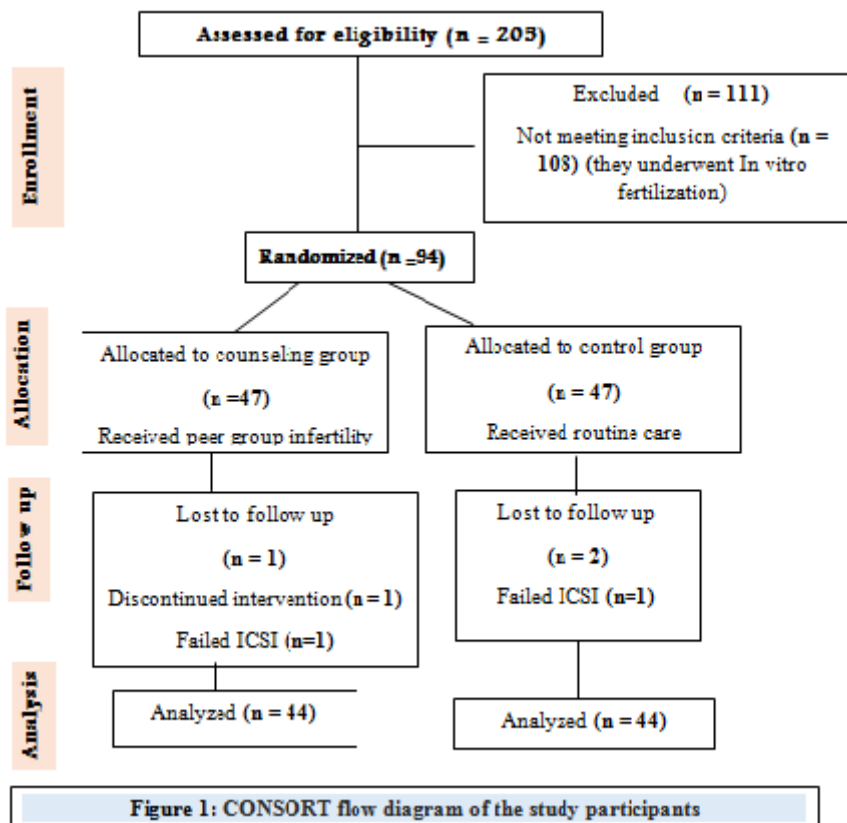 Assessed for eligibility (n = 205)
Enrollment
Excluded (n = 111)
Not meeting inclusion criteria (n =
108) (they underwent In vitro
fertilization)
Randomized (n =94)
Allocation
Allocated to counseling group
(n =47)
Received peer group infertility
Allocated to control group
(n = 47)
Received routine care
Follow up
Lost to follow up
(n = 1)
Discontinued intervention (n = 1)
Failed ICSI (n=1)
Lost to follow up
(n = 2)
Failed ICSI (n=1)
Analysis
Analyzed (n = 44)
Analyzed (n = 44)
Figure 1: CONSORT flow diagram of the study participants